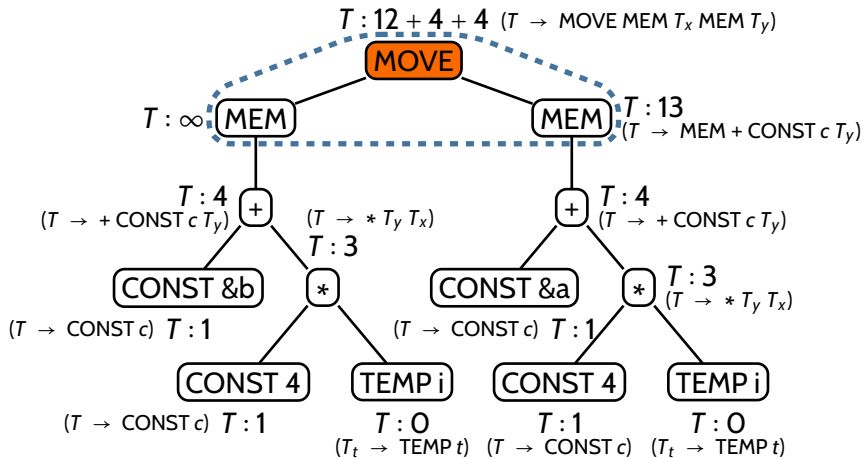 T : 12 + 4 + 4 (T → MOVE MEM Tx MEM Ty)
MOVE
T : ∞ MEM MEM T : 13
(T → MEM + CONST c Ty)
T : 4 T : 4
(T → + CONST c Ty) + (T → * Ty Tx) + (T → + CONST c Ty)
T : 3
CONST &b * CONST &a * T : 3
(T → * Ty Tx)
(T → CONST c) T : 1 (T → CONST c) T : 1
CONST 4 TEMP i CONST 4 TEMP i
(T → CONST c) T : 1 T : 0 T : 1 T : 0
(Tt → TEMP t) (T → CONST c) (Tt → TEMP t)